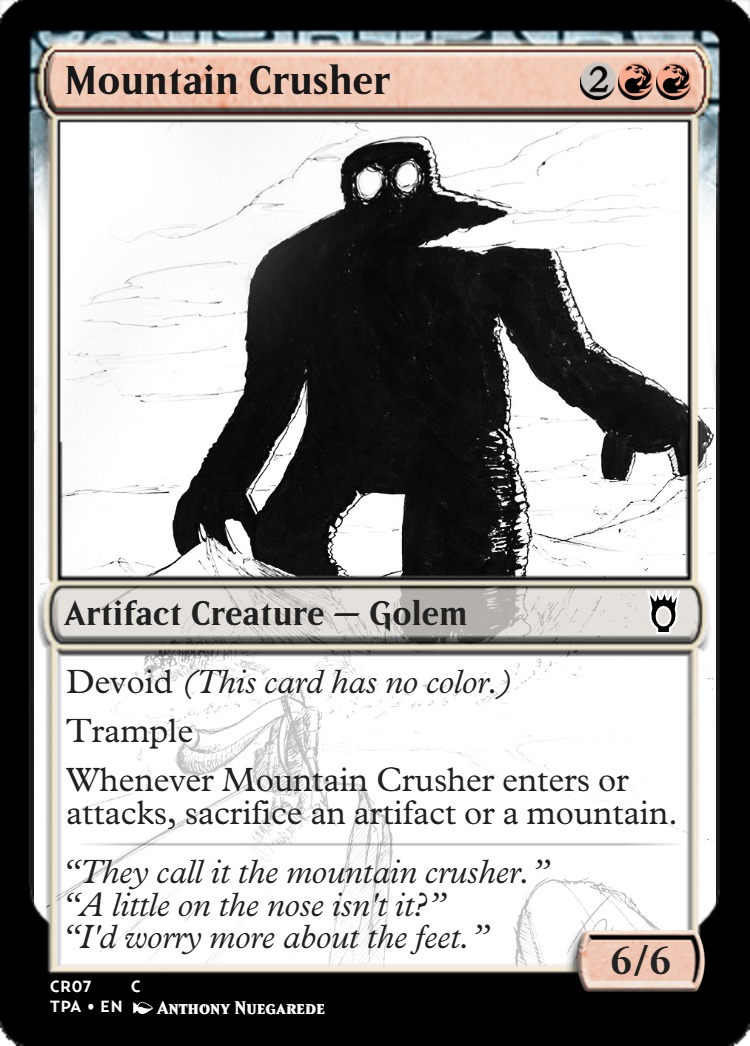 Mountain Crusher 2
Artifact Creature — Golem
Devoid (This card has no color.)
Trample
Whenever Mountain Crusher enters or
attacks, sacrifice an artifact or a mountain.
“They call it the mountain crusher.”
“A little on the nose isn't it?”
“I'd worry more about the feet.”
6/6
CR07 C
TPA • EN Anthony Nuegarede